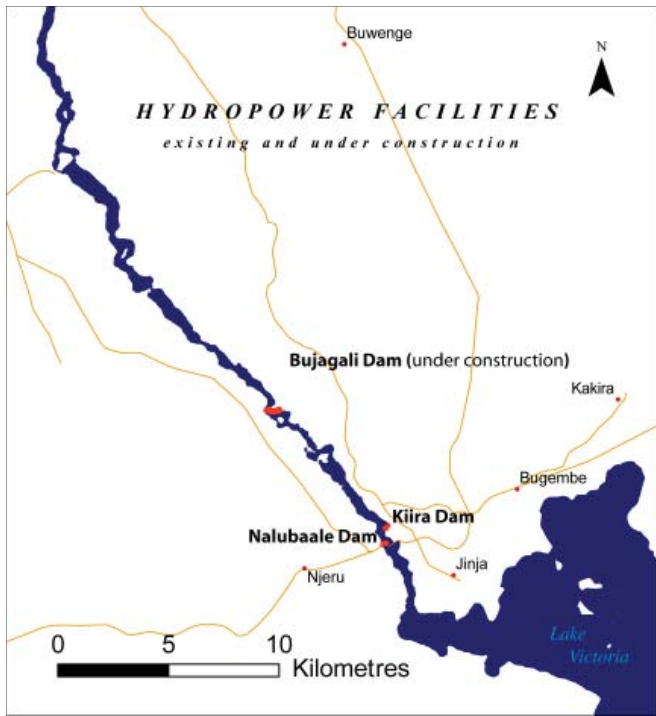 Buwenge
N
HYDROPOWER FACILITIES
existing and under construction
Bujagali Dam (under construction)
Kakira
Bugembe
Kiira Dam
Nalubaale Dam
Jinja
Njeru
Lake
Victoria
0 5 10
Kilometres